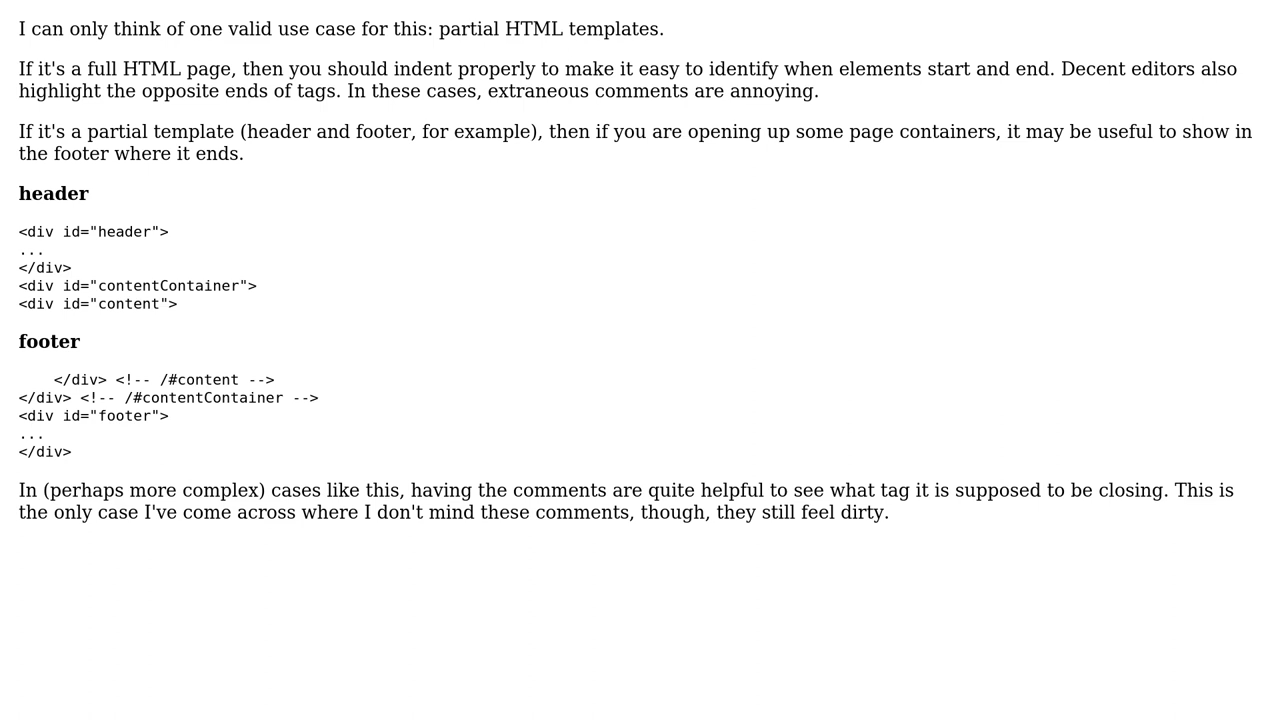 I can only think of one valid use case for this: partial HTML templates.
If it's a full HTML page, then you should indent properly to make it easy to identify when elements start and end. Decent editors also
highlight the opposite ends of tags. In these cases, extraneous comments are annoying.
If it's a partial template (header and footer, for example), then if you are opening up some page containers, it may be useful to show in
the footer where it ends.
header
<div id="header">
...
</div>
<div id="contentContainer">
<div id="content">
footer
    </div> <!-- /#content -->
</div> <!-- /#contentContainer -->
<div id="footer">
...
</div>
In (perhaps more complex) cases like this, having the comments are quite helpful to see what tag it is supposed to be closing. This is
the only case I've come across where I don't mind these comments, though, they still feel dirty.